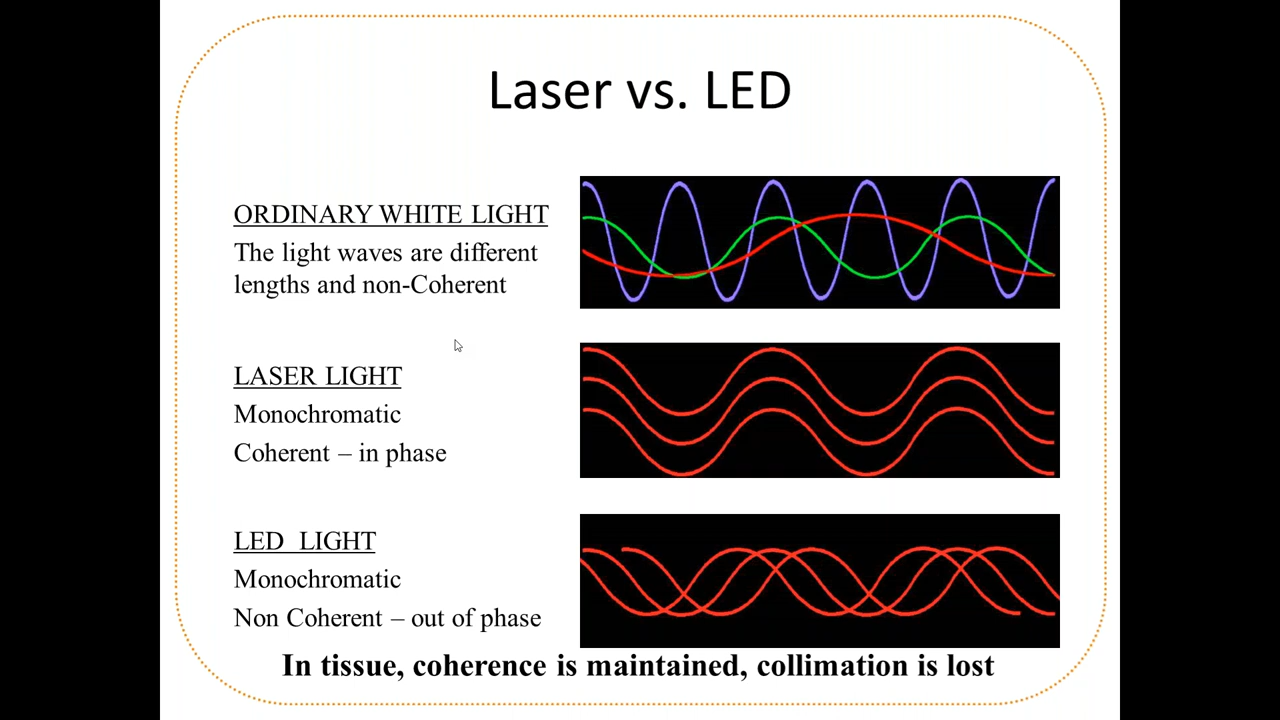 Laser vs. LED
ORDINARY WHITE LIGHT
The light waves are different
lengths and non-Coherent
LASER LIGHT
Monochromatic
Coherent – in phase
LED LIGHT
Monochromatic
Non Coherent – out of phase
In tissue, coherence is maintained, collimation is lost